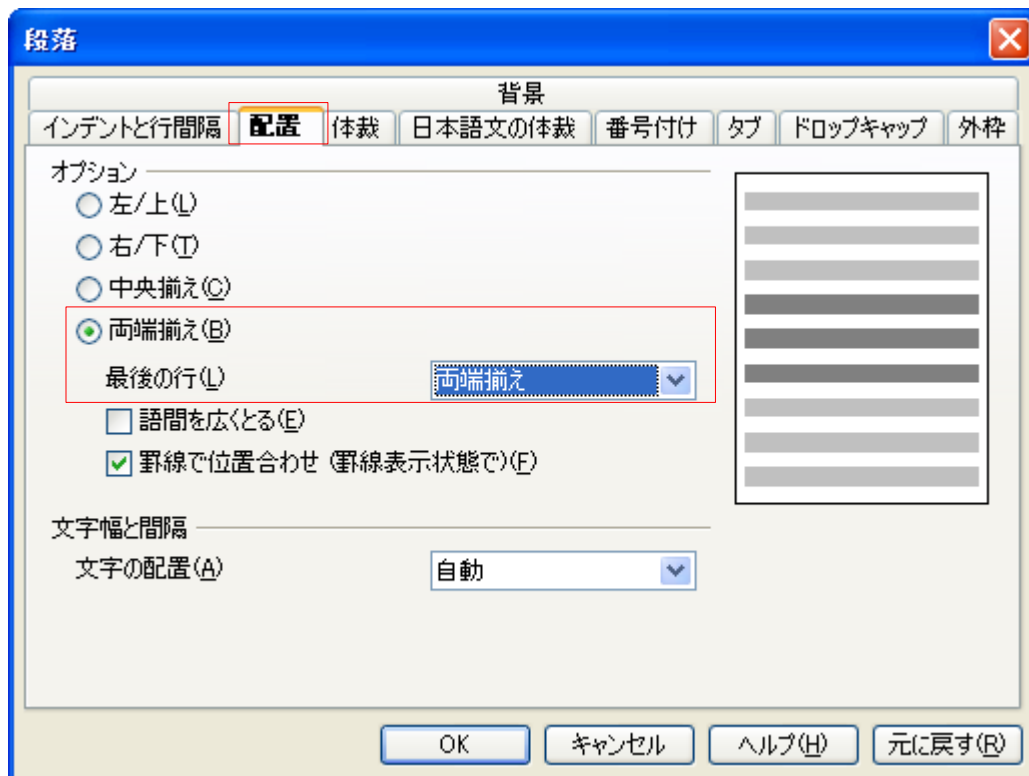 段落
背景
インデントと行間隔 配置 体裁 日本語文の体裁 番号付け タブ ドロップキャップ 外枠
オプション
左/上(L)
右/下(T)
中央揃え(C)
両端揃え(B)
最後の行(L) 両端揃え
語間を広くとる(E)
罫線で位置合わせ (罫線表示状態で)(F)
文字幅と間隔
文字の配置(A) 自動
OK キャンセル ヘルプ(H) 元に戻す(R)